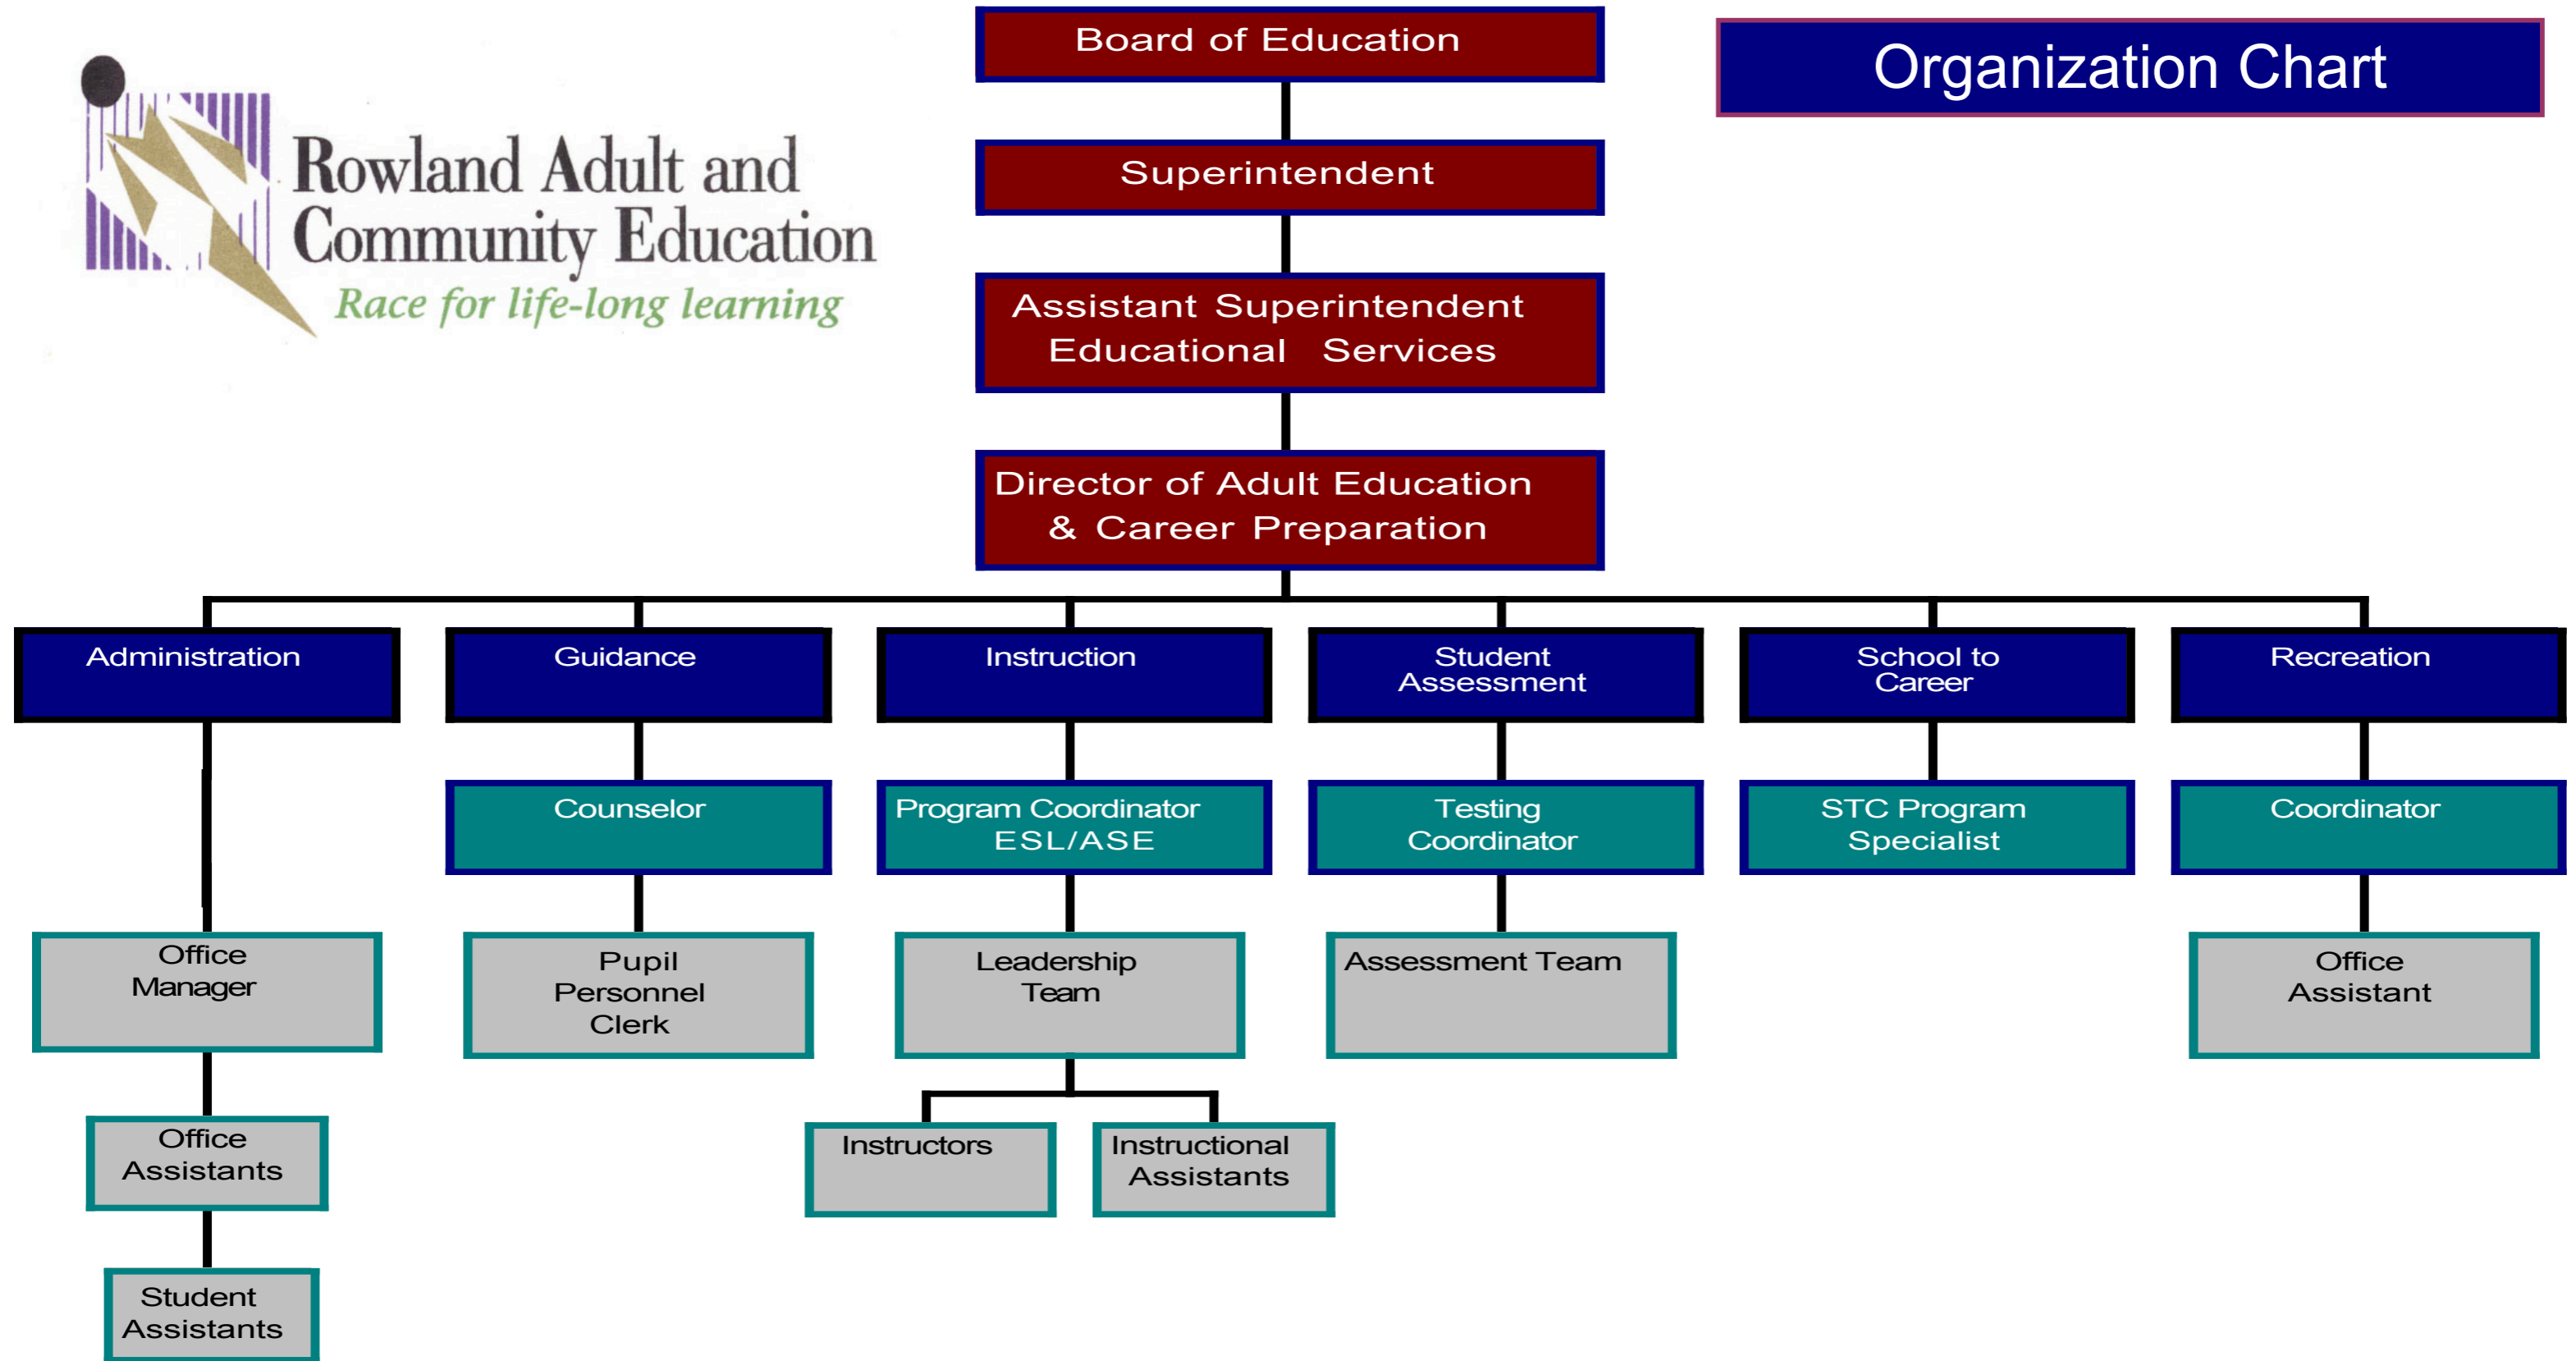 Board of Education
Organization Chart
Rowland Adult and
Community Education
Race for life-long learning
Superintendent
Assistant Superintendent
Educational Services
Director of Adult Education
& Career Preparation
Administration
Guidance
Instruction
Student
Assessment
School to
Career
Recreation
Counselor
Program Coordinator
ESL/ASE
Testing
Coordinator
STC Program
Specialist
Coordinator
Office
Manager
Pupil
Personnel
Clerk
Leadership
Team
Assessment Team
Office
Assistant
Office
Assistants
Instructors
Instructional
Assistants
Student
Assistants